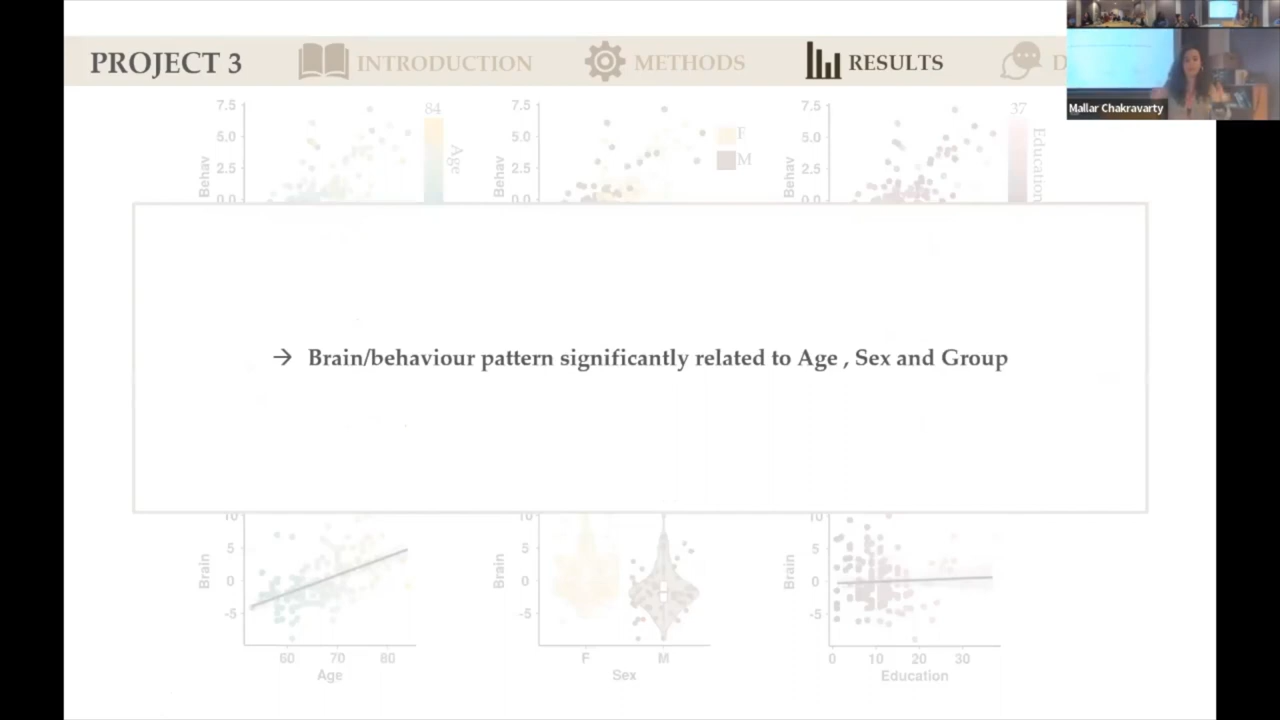 PROJECT 3
INTRODUCTION
METHODS
RESULTS
D
Mallar Chakravarty
7.5
5.0
2.5
0.0
Behav
84
Age
7.5
5.0
2.5
0.0
Behav
F
M
7.5
5.0
2.5
0.0
Behav
37
Education
→ Brain/behaviour pattern significantly related to Age , Sex and Group
10
5
0
-5
Brain
60 70 80
Age
10
5
0
-5
Brain
F M
Sex
10
5
0
-5
Brain
0 10 20 30
Education